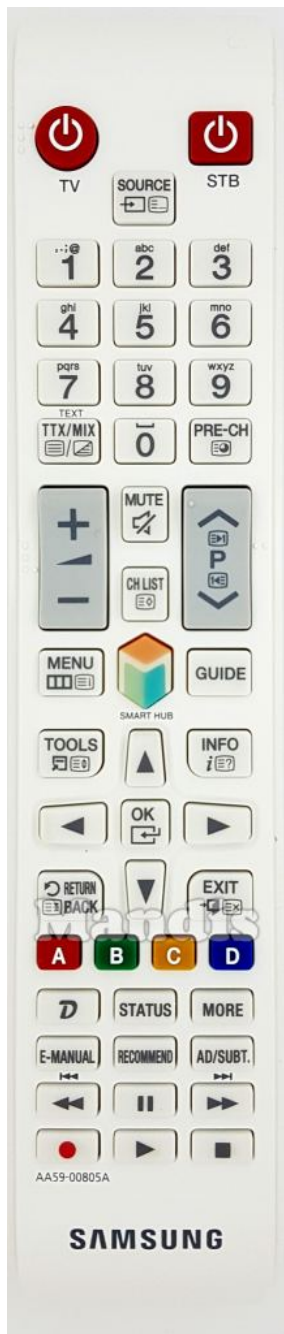 TV STB
SOURCE
.-:@ abc def
1 2 3
ghi jkl mno
4 5 6
pqrs tuv wxyz
7 8 9
TEXT
TTX/MIX 0 PRE-CH
MUTE
+ P -
CH LIST
MENU GUIDE
SMART HUB
TOOLS INFO
i
OK
RETURN EXIT
BACK
Mandis
A B C D
D STATUS MORE
E-MANUAL RECOMMEND AD/SUBT.
AA59-00805A
SAMSUNG